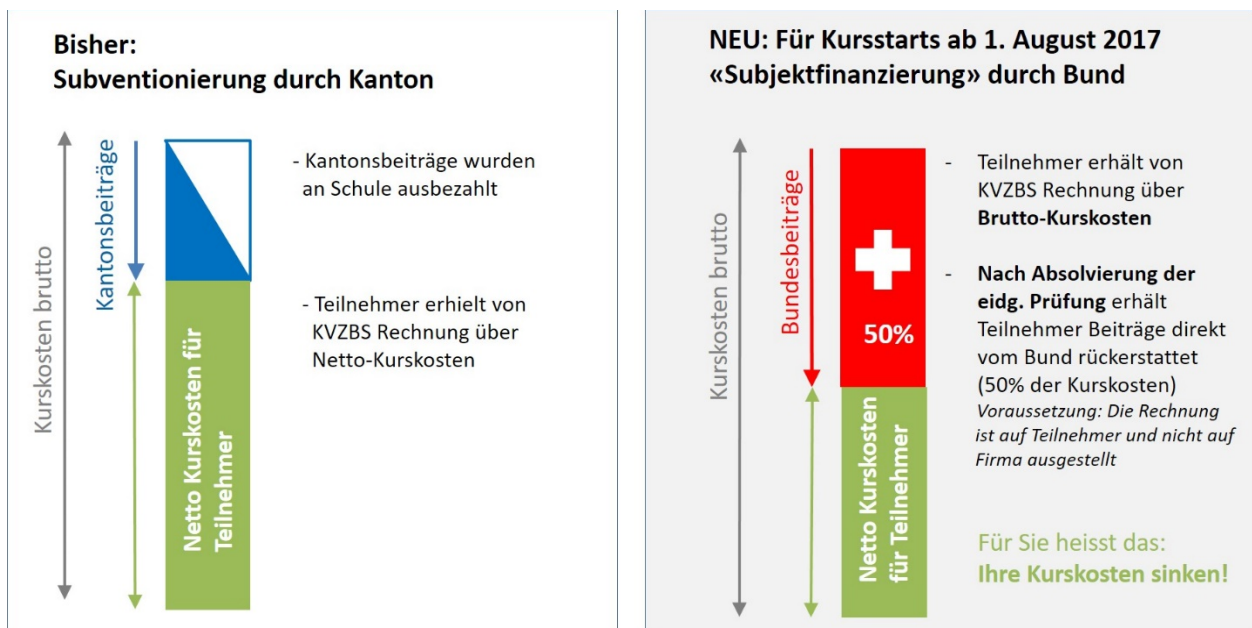 Bisher:
Subventionierung durch Kanton
Kurskosten brutto
Kantonsbeiträge
Netto Kurskosten für
Teilnehmer
- Kantonsbeiträge wurden
an Schule ausbezahlt
- Teilnehmer erhielt von
KVZBS Rechnung über
Netto-Kurskosten
NEU: Für Kursstarts ab 1. August 2017
«Subjektfinanzierung» durch Bund
Kurskosten brutto
Bundesbeiträge
50%
Netto Kurskosten
für Teilnehmer
- Teilnehmer erhält von
KVZBS Rechnung über
Brutto-Kurskosten
- Nach Absolvierung der
eidg. Prüfung erhält
Teilnehmer Beiträge direkt
vom Bund rückerstattet
(50% der Kurskosten)
Voraussetzung: Die Rechnung
ist auf Teilnehmer und nicht auf
Firma ausgestellt
Für Sie heisst das:
Ihre Kurskosten sinken!